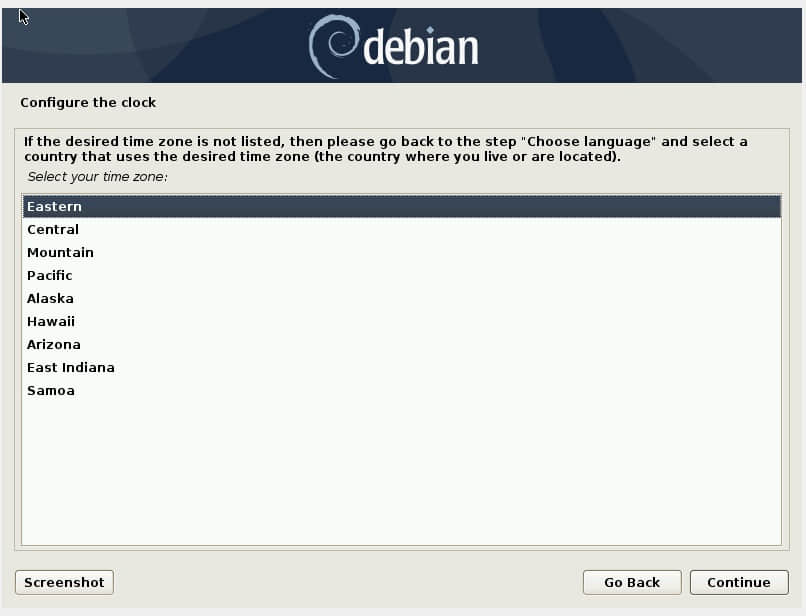 debian
Configure the clock
If the desired time zone is not listed, then please go back to the step "Choose language" and select a
country that uses the desired time zone (the country where you live or are located).
Select your time zone:
Eastern
Central
Mountain
Pacific
Alaska
Hawaii
Arizona
East Indiana
Samoa
Screenshot
Go Back
Continue